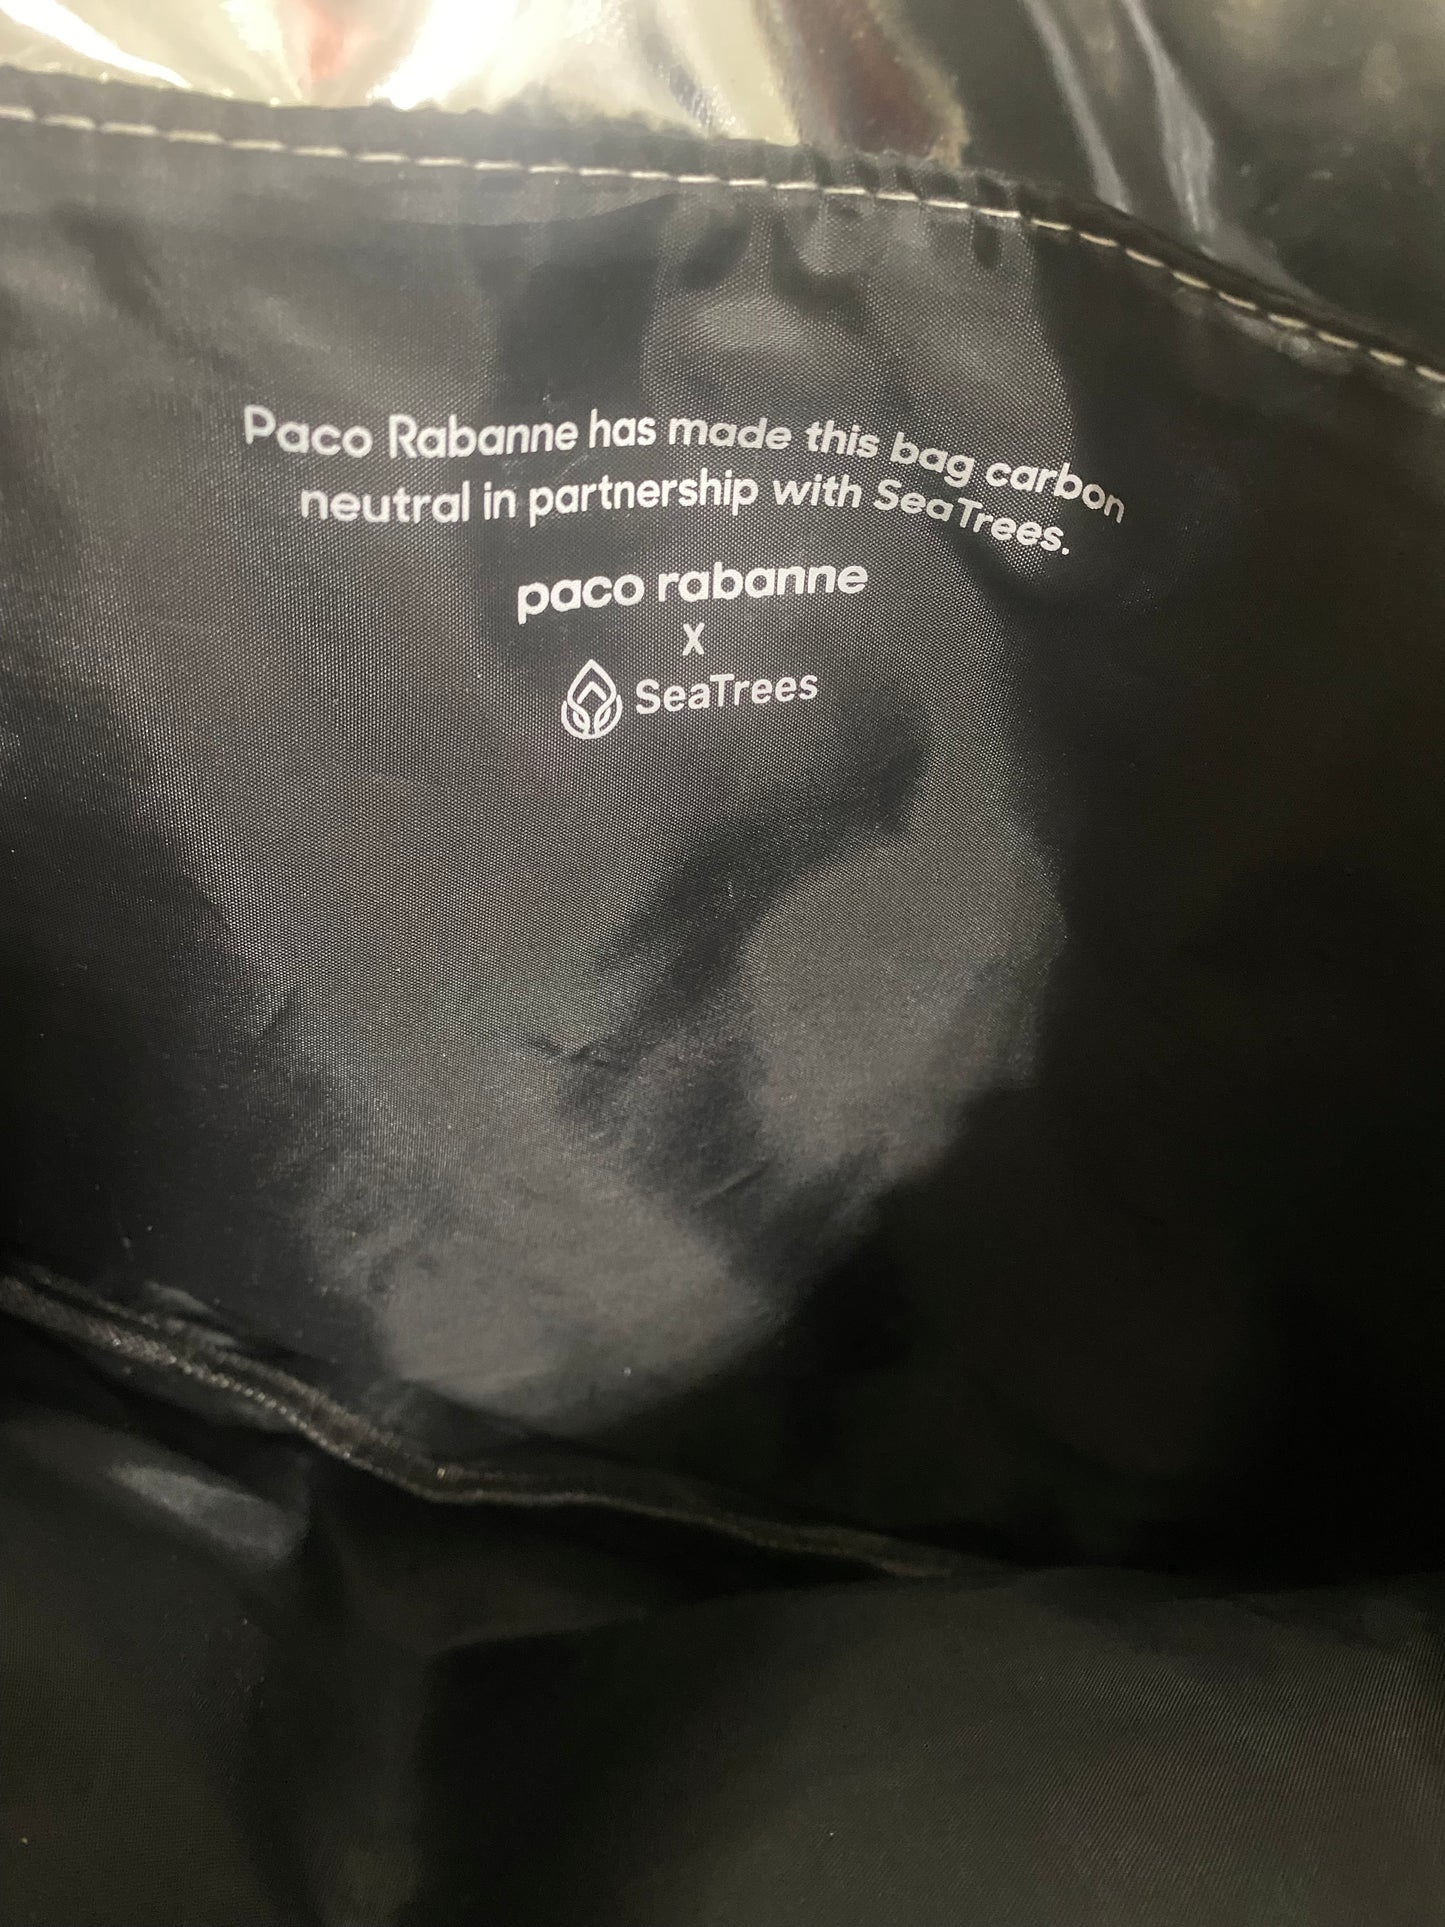 Paco Rabanne has made this bag carbon
neutral in partnership with SeaTrees.
paco rabanne
X
SeaTrees